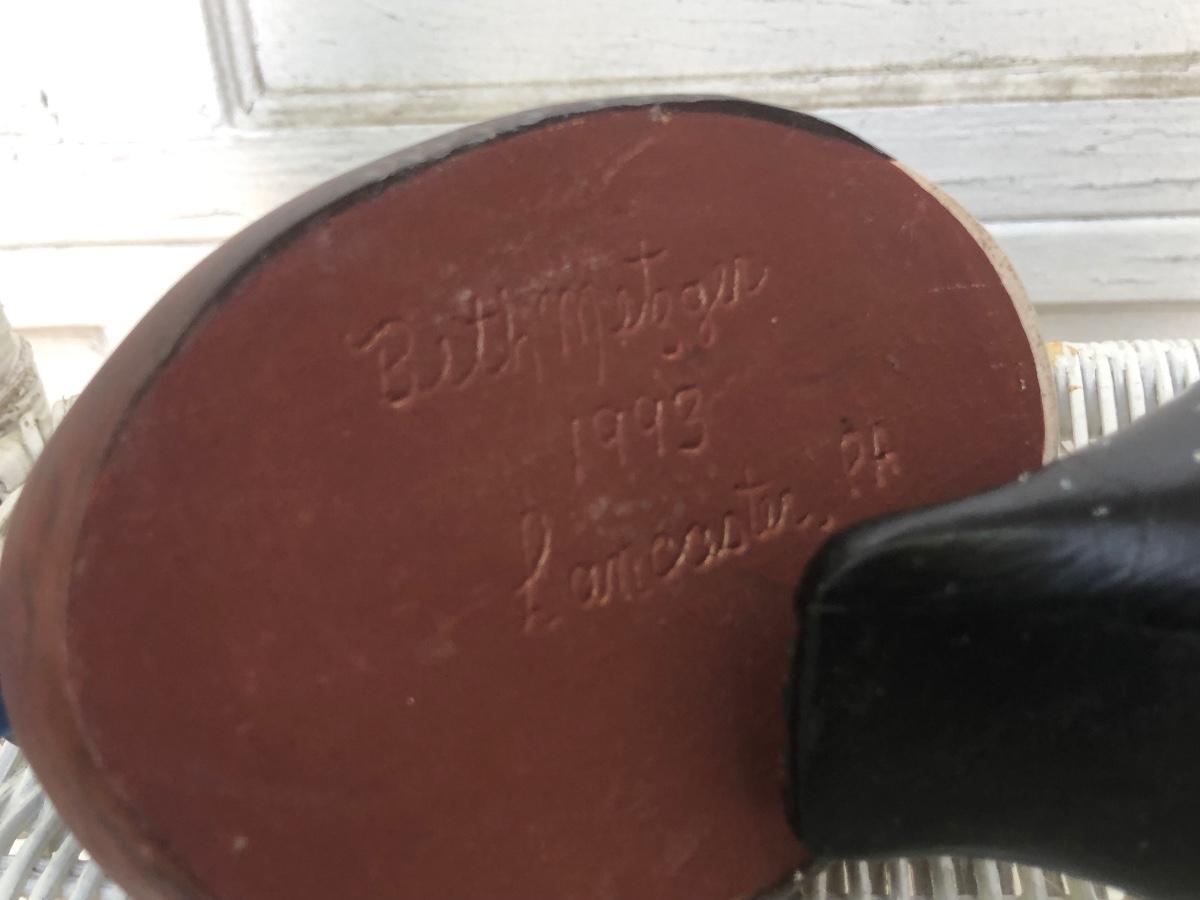 Beth Metzger
1993
Lancaster, PA